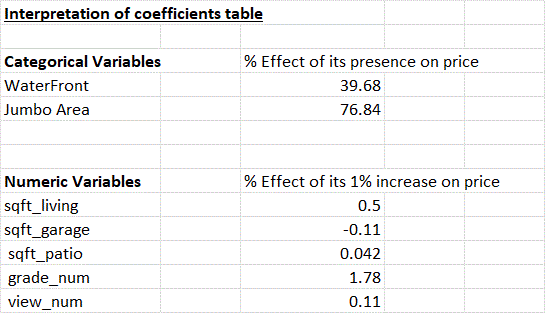 Interpretation of coefficients table
Categorical Variables % Effect of its presence on price
WaterFront 39.68
Jumbo Area 76.84
Numeric Variables % Effect of its 1% increase on price
sqft_living 0.5
sqft_garage -0.11
sqft_patio 0.042
grade_num 1.78
view_num 0.11